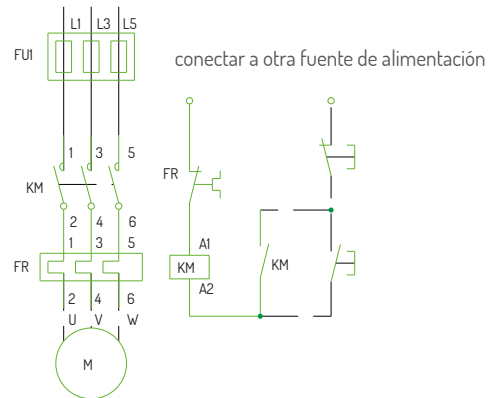 L1 L3 L5
FU1
conectar a otra fuente de alimentación
1 3 5
KM
2 4 6
FR
A1
KM
A2
KM
1 3 5
FR
2 4 6
U V W
M